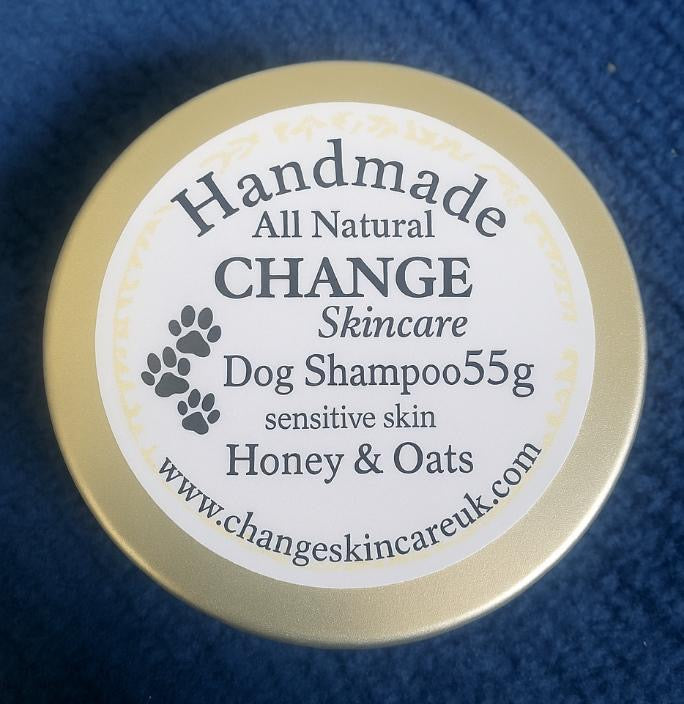 Handmade
All Natural
CHANGE
Skincare
Dog Shampoo55g
sensitive skin
Honey & Oats
www.changeskincareuk.com